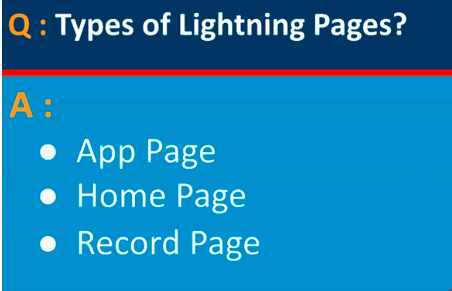 Q : Types of Lightning Pages?
A :
● App Page
● Home Page
● Record Page